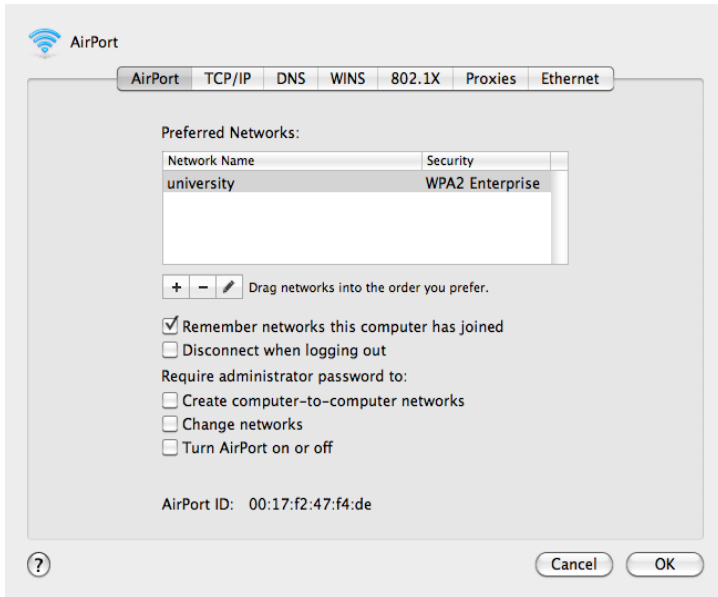 AirPort
AirPort TCP/IP DNS WINS 802.1X Proxies Ethernet
Preferred Networks:
Network Name Security
university WPA2 Enterprise
+ − Drag networks into the order you prefer.
Remember networks this computer has joined
Disconnect when logging out
Require administrator password to:
Create computer-to-computer networks
Change networks
Turn AirPort on or off
AirPort ID: 00:17:f2:47:f4:de
? Cancel OK